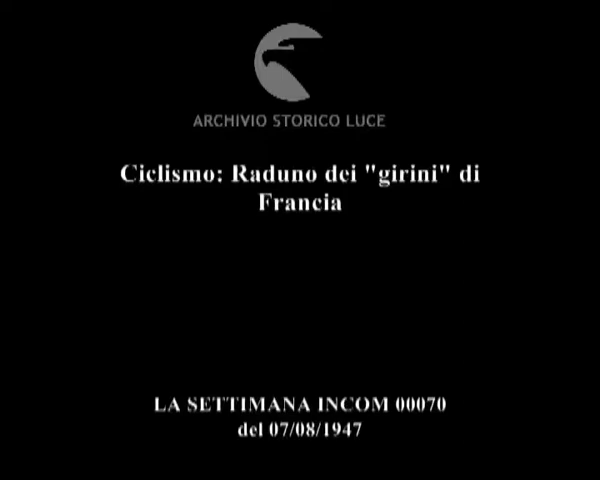 ARCHIVIO STORICO LUCE
Ciclismo: Raduno dei "girini" di
Francia
LA SETTIMANA INCOM 00070
del 07/08/1947